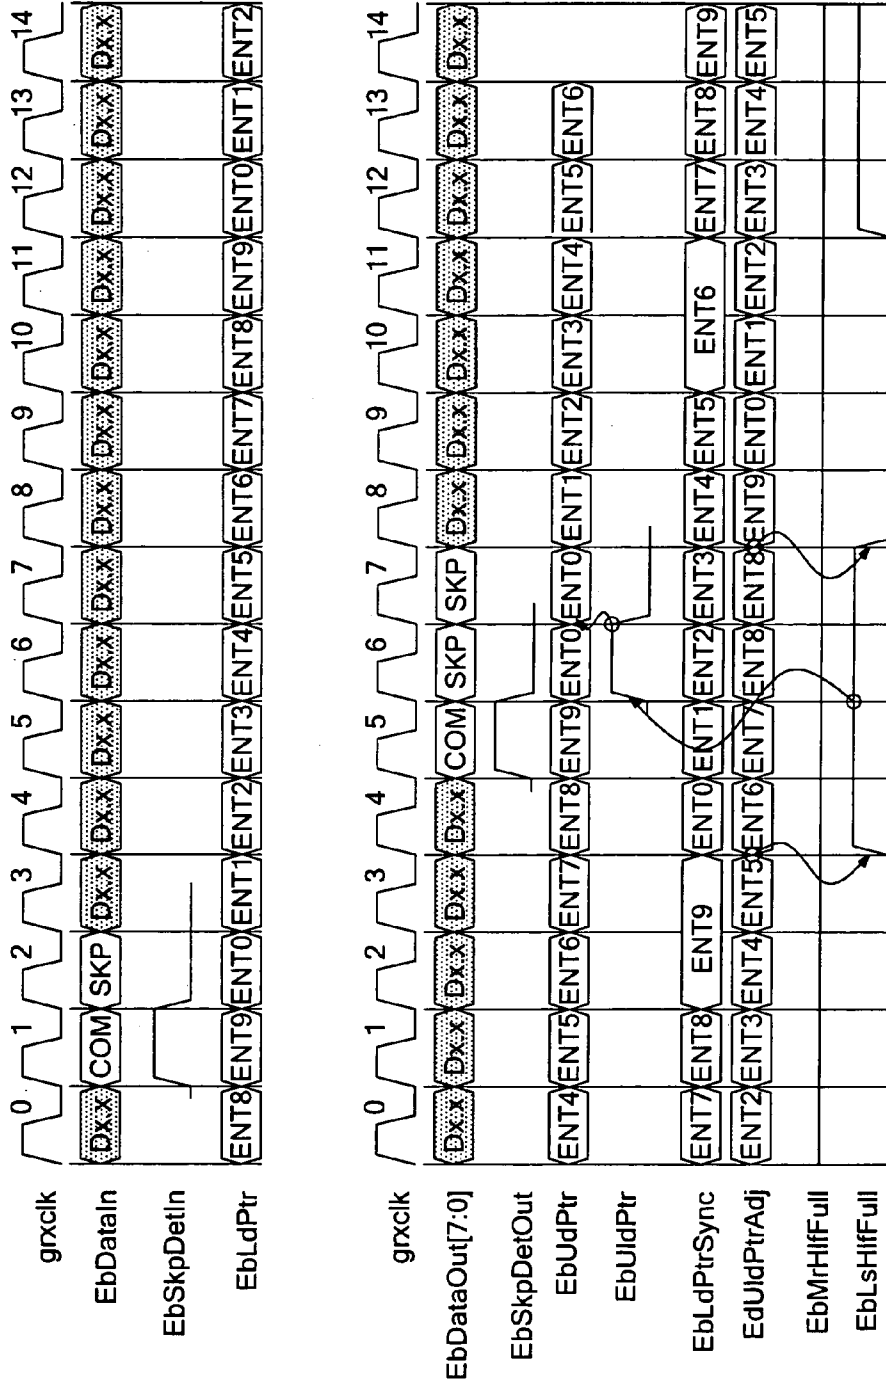 grxclk 0 1 2 3 4 5 6 7 8 9 10 11 12 13 14
EbDataIn Dx.x COM SKP Dx.x Dx.x Dx.x Dx.x Dx.x Dx.x Dx.x Dx.x Dx.x Dx.x Dx.x Dx.x
EbSkpDetIn
EbLdPtr ENT8 ENT9 ENT0 ENT1 ENT2 ENT3 ENT4 ENT5 ENT6 ENT7 ENT8 ENT9 ENT0 ENT1 ENT2
grxclk 0 1 2 3 4 5 6 7 8 9 10 11 12 13 14
EbDataOut[7:0] Dx.x Dx.x Dx.x Dx.x Dx.x COM SKP SKP Dx.x Dx.x Dx.x Dx.x Dx.x Dx.x Dx.x
EbSkpDetOut
EbUdPtr ENT4 ENT5 ENT6 ENT7 ENT8 ENT9 ENT0 ENT0 ENT1 ENT2 ENT3 ENT4 ENT5 ENT6
EbUldPtr
EbLdPtrSync ENT7 ENT8 ENT9 ENT0 ENT1 ENT2 ENT3 ENT4 ENT5 ENT6 ENT7 ENT8 ENT9
EdUldPtrAdj ENT2 ENT3 ENT4 ENT5 ENT6 ENT7 ENT8 ENT8 ENT9 ENT0 ENT1 ENT2 ENT3 ENT4 ENT5
EbMrHlfFull
EbLsHlfFull